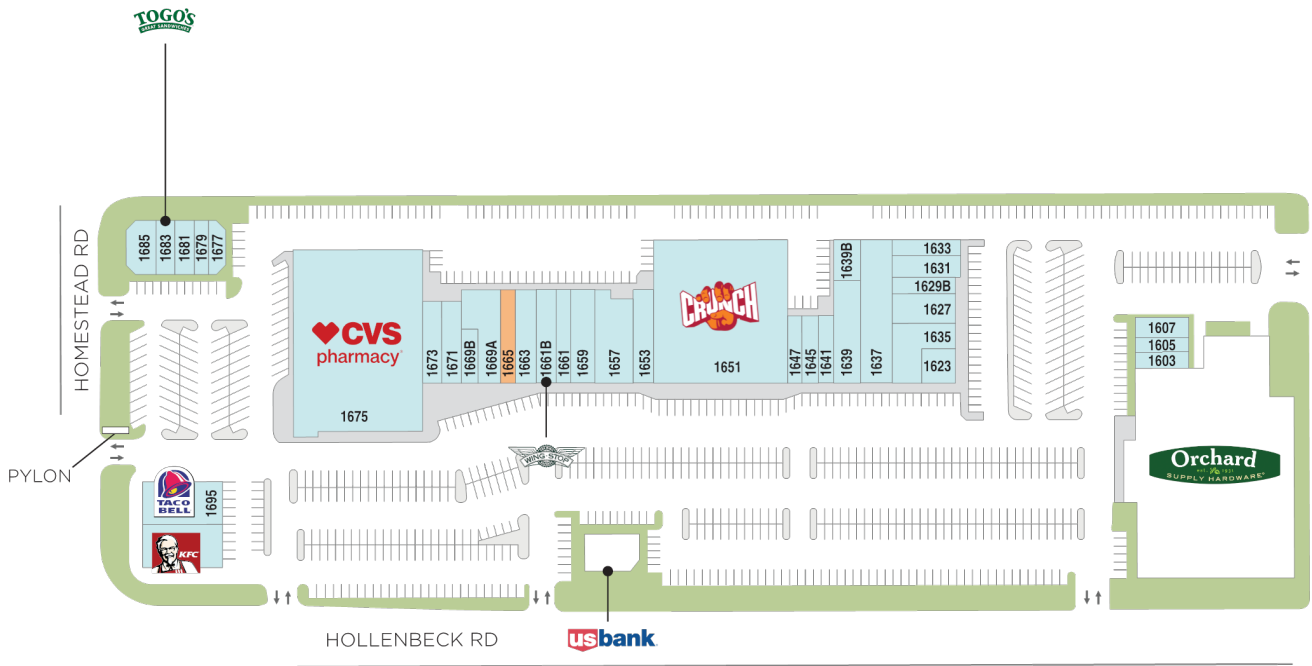 TOGO'S
GREAT SANDWICHES
HOMESTEAD RD
1685
1683
1681
1679
1677
CVS
pharmacy
1675
1673
1671
1669B
1669A
1665
1663
1661B
1661
1659
1657
1653
CRUNCH
1651
1647
1645
1641
1639B
1639
1637
1633
1631
1629B
1627
1635
1623
1607
1605
1603
PYLON
WING·STOP
Orchard
est. 1931
SUPPLY HARDWARE
TACO
BELL
1695
KFC
HOLLENBECK RD
usbank